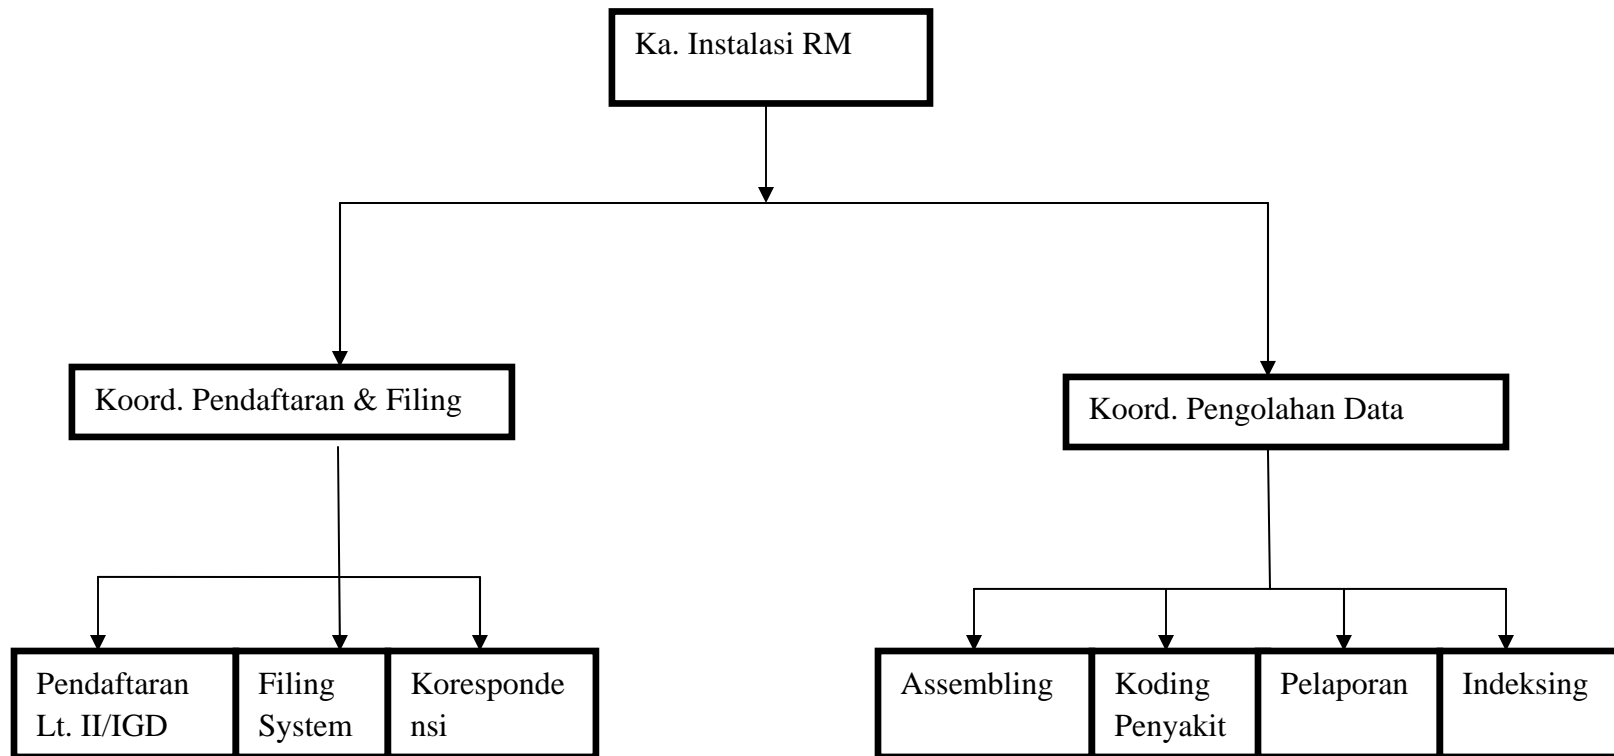 Ka. Instalasi RM
Koord. Pendaftaran & Filing
Koord. Pengolahan Data
Pendaftaran
Lt. II/IGD
Filing
System
Koresponde
nsi
Assembling
Koding
Penyakit
Pelaporan
Indeksing